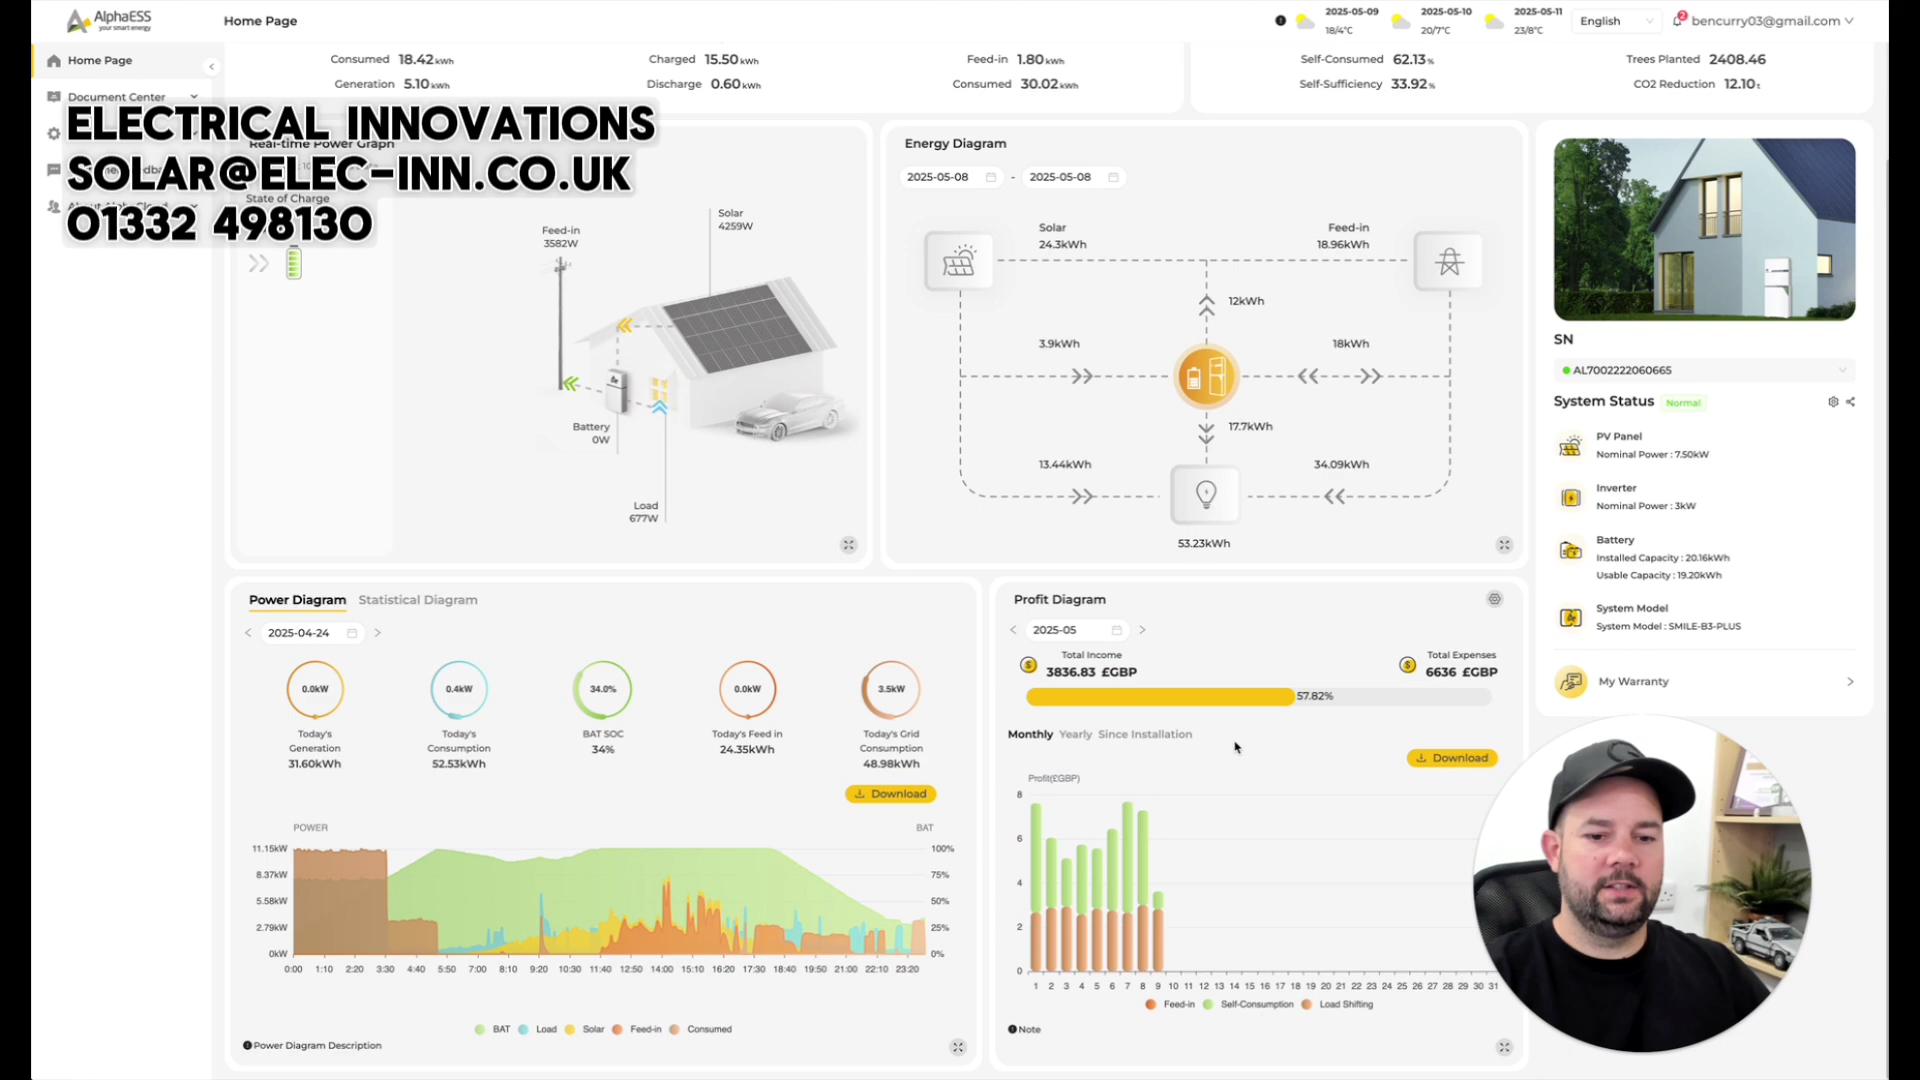 AlphaESS
your smart energy
Home Page
2025-05-09
18/4°C
2025-05-10
20/7°C
2025-05-11
23/8°C
English
2
bencurry03@gmail.com
Home Page
Document Center
Consumed 18.42 kWh
Generation 5.10 kWh
Charged 15.50 kWh
Discharge 0.60 kWh
Feed-in 1.80 kWh
Consumed 30.02 kWh
Self-Consumed 62.13 %
Self-Sufficiency 33.92 %
Trees Planted 2408.46
CO2 Reduction 12.10 t
ELECTRICAL INNOVATIONS
SOLAR@ELEC-INN.CO.UK
01332 498130
Real-time Power Graph
State of Charge
Feed-in
3582W
Solar
4259W
Battery
0W
Load
677W
Energy Diagram
2025-05-08 - 2025-05-08
Solar
24.3kWh
Feed-in
18.96kWh
12kWh
3.9kWh
18kWh
17.7kWh
13.44kWh
34.09kWh
53.23kWh
SN
AL7002222060665
System Status Normal
PV Panel
Nominal Power : 7.50kW
Inverter
Nominal Power : 3kW
Battery
Installed Capacity : 20.16kWh
Usable Capacity : 19.20kWh
System Model
System Model : SMILE-B3-PLUS
My Warranty
Power Diagram Statistical Diagram
2025-04-24
0.0kW
0.4kW
34.0%
0.0kW
3.5kW
Today's
Generation
31.60kWh
Today's
Consumption
52.53kWh
BAT SOC
34%
Today's Feed in
24.35kWh
Today's Grid
Consumption
48.98kWh
Download
POWER
BAT
11.15kW
8.37kW
5.58kW
2.79kW
0kW
100%
75%
50%
25%
0%
0:00 1:10 2:20 3:30 4:40 5:50 7:00 8:10 9:20 10:30 11:40 12:50 14:00 15:10 16:20 17:30 18:40 19:50 21:00 22:10 23:20
BAT Load Solar Feed-in Consumed
Power Diagram Description
Profit Diagram
2025-05
Total Income
3836.83 £GBP
Total Expenses
6636 £GBP
57.82%
Monthly Yearly Since Installation
Download
Profit(£GBP)
8
6
4
2
0
1 2 3 4 5 6 7 8 9 10 11 12 13 14 15 16 17 18 19 20 21 22 23 24 25 26 27 28 29 30 31
Feed-in Self-Consumption Load Shifting
Note